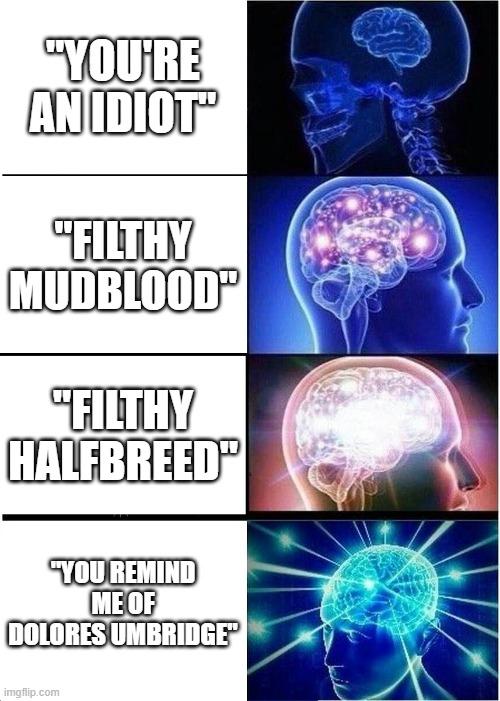 "YOU'RE
AN IDIOT"
"FILTHY
MUDBLOOD"
"FILTHY
HALFBREED"
"YOU REMIND
ME OF
DOLORES UMBRIDGE"
imgflip.com